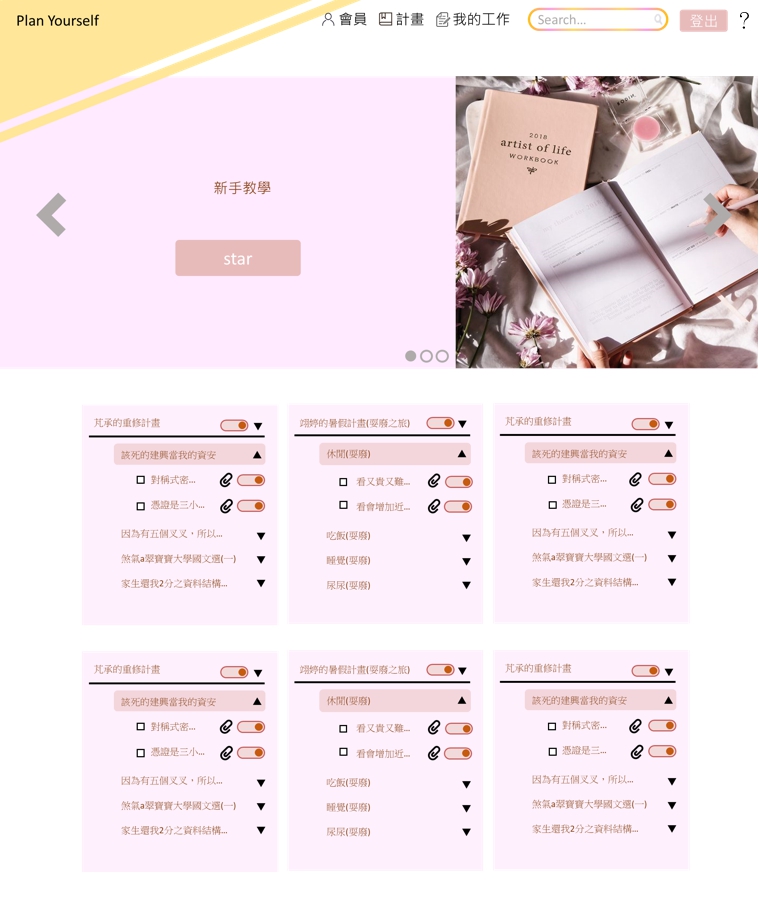 Plan Yourself
會員 計畫 我的工作 Search... 登出 ?
新手教學
star
2018
artist of life
WORKBOOK
芃承的重修計畫
該死的建興當我的資安
對稱式密...
憑證是三小...
因為有五個叉叉，所以...
煞氣a翠寶寶大學國文選(一)
家生還我2分之資料結構...
翊婷的暑假計畫(耍廢之旅)
休閒(耍廢)
看又貴又難...
看會增加近...
吃飯(耍廢)
睡覺(耍廢)
尿尿(耍廢)
芃承的重修計畫
該死的建興當我的資安
對稱式密...
憑證是三...
因為有五個叉叉，所以...
煞氣a翠寶寶大學國文選(一)
家生還我2分之資料結構...
芃承的重修計畫
該死的建興當我的資安
對稱式密...
憑證是三小...
因為有五個叉叉，所以...
煞氣a翠寶寶大學國文選(一)
家生還我2分之資料結構...
翊婷的暑假計畫(耍廢之旅)
休閒(耍廢)
看又貴又難...
看會增加近...
吃飯(耍廢)
睡覺(耍廢)
尿尿(耍廢)
芃承的重修計畫
該死的建興當我的資安
對稱式密...
憑證是三...
因為有五個叉叉，所以...
煞氣a翠寶寶大學國文選(一)
家生還我2分之資料結構...